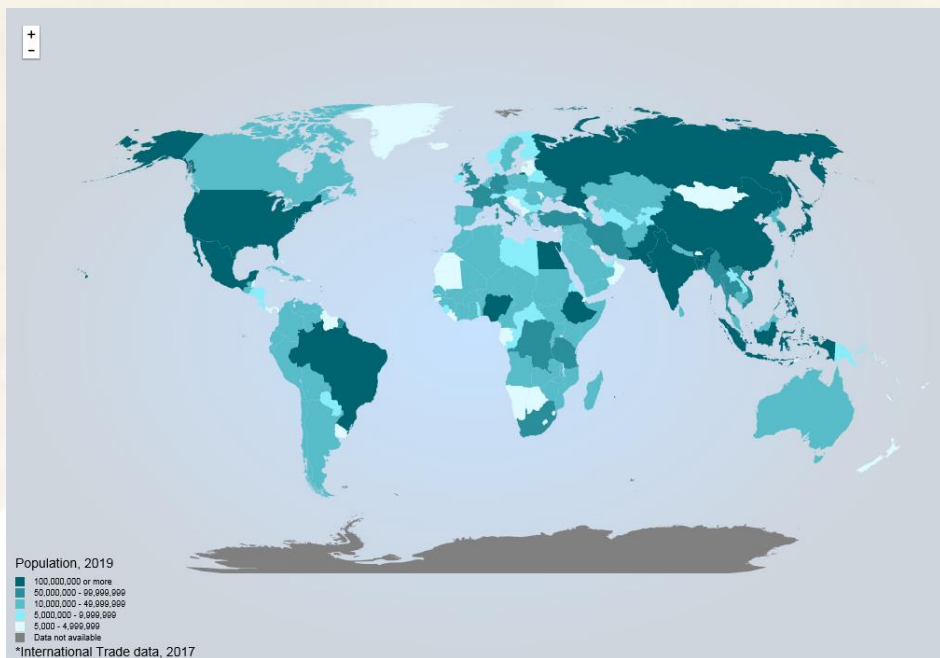 +
−
Population, 2019
100,000,000 or more
50,000,000 - 99,999,999
10,000,000 - 49,999,999
5,000,000 - 9,999,999
5,000 - 4,999,999
Data not available
*International Trade data, 2017